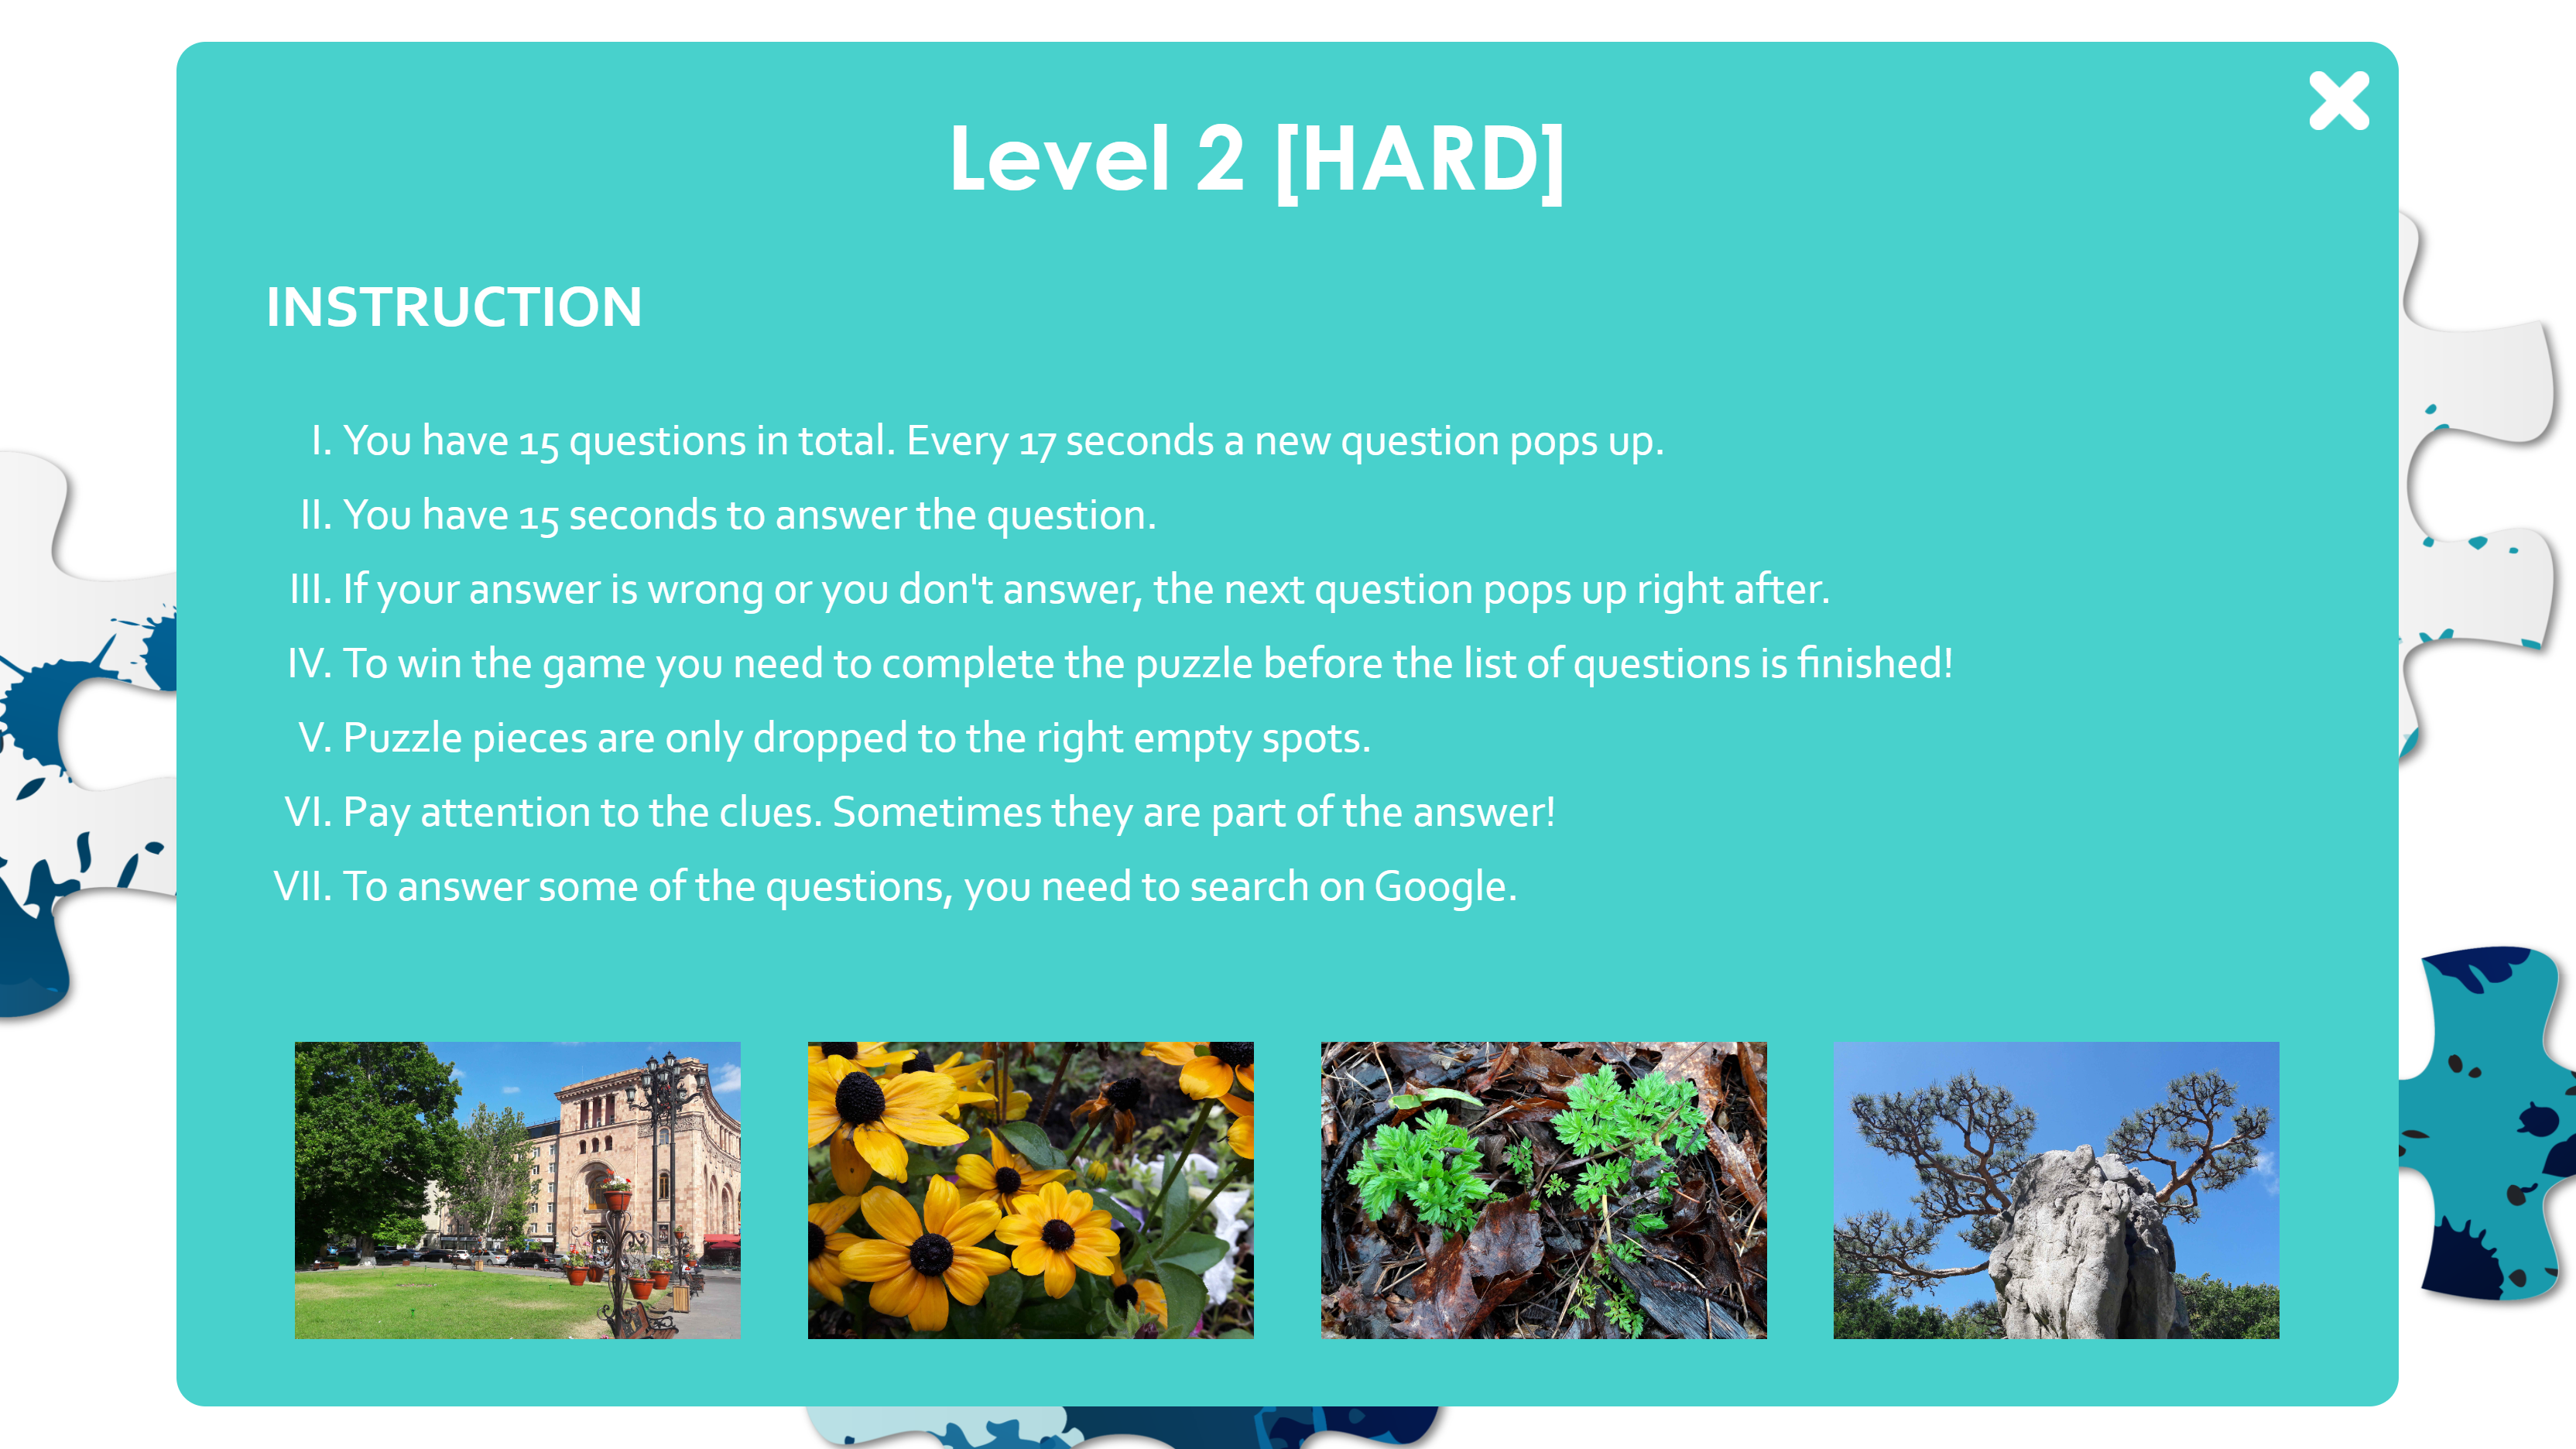 Level 2 [HARD]
INSTRUCTION
I. You have 15 questions in total. Every 17 seconds a new question pops up.
II. You have 15 seconds to answer the question.
III. If your answer is wrong or you don't answer, the next question pops up right after.
IV. To win the game you need to complete the puzzle before the list of questions is finished!
V. Puzzle pieces are only dropped to the right empty spots.
VI. Pay attention to the clues. Sometimes they are part of the answer!
VII. To answer some of the questions, you need to search on Google.